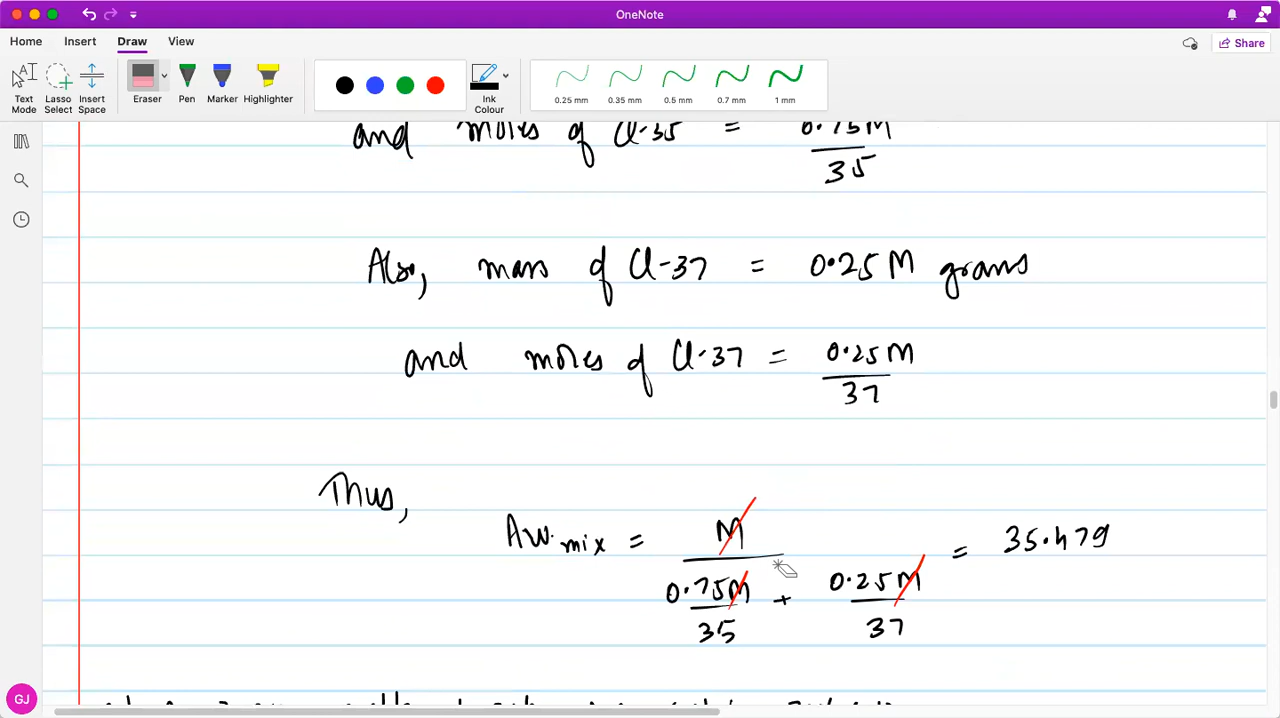 OneNote
Home Insert Draw View
Share
Text Mode
Lasso Select
Insert Space
Eraser
Pen
Marker
Highlighter
Ink Colour
0.25 mm 0.35 mm 0.5 mm 0.7 mm 1 mm
and moles of Cl-35 = 0.75M
35
Also, mass of Cl-37 = 0.25 M grams
and moles of Cl-37 = 0.25 M
37
Thus,
Aw. mix = M = 35.479
0.75M + 0.25M
35 37
GJ